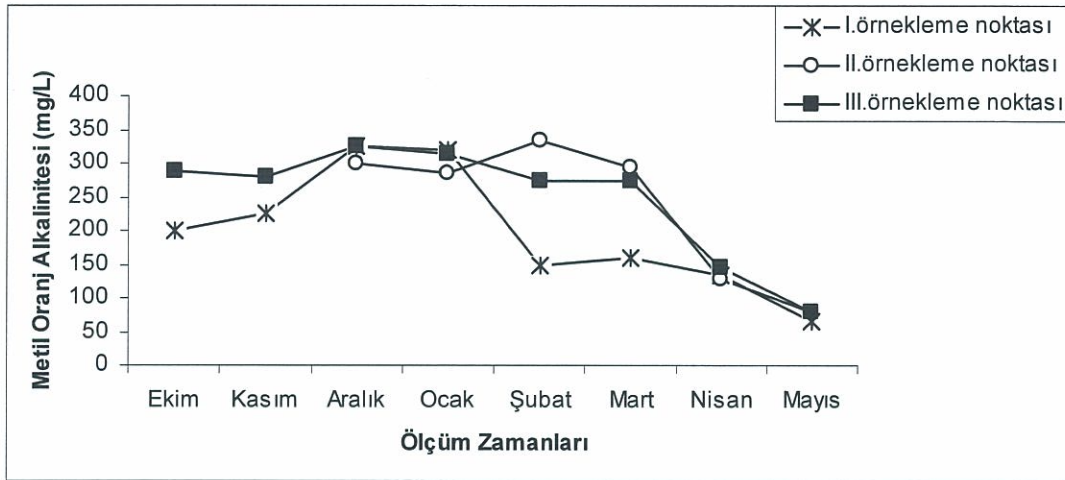 I.örnekleme noktası
II.örnekleme noktası
III.örnekleme noktası
Metil Oranj Alkalinitesi (mg/L)
400
350
300
250
200
150
100
50
0
Ekim Kasım Aralık Ocak Şubat Mart Nisan Mayıs
Ölçüm Zamanları